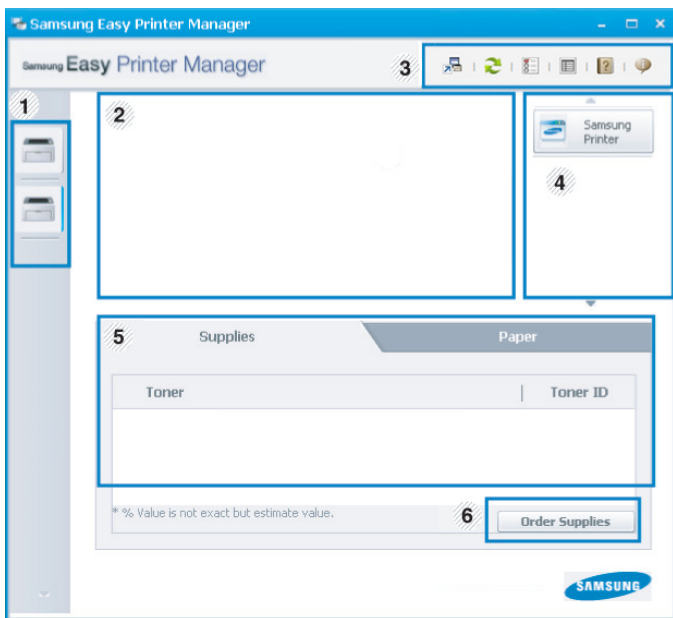 Samsung Easy Printer Manager
Samsung Easy Printer Manager
3
1
2
Samsung
Printer
4
5
Supplies
Paper
Toner
Toner ID
* % Value is not exact but estimate value.
6
Order Supplies
SAMSUNG